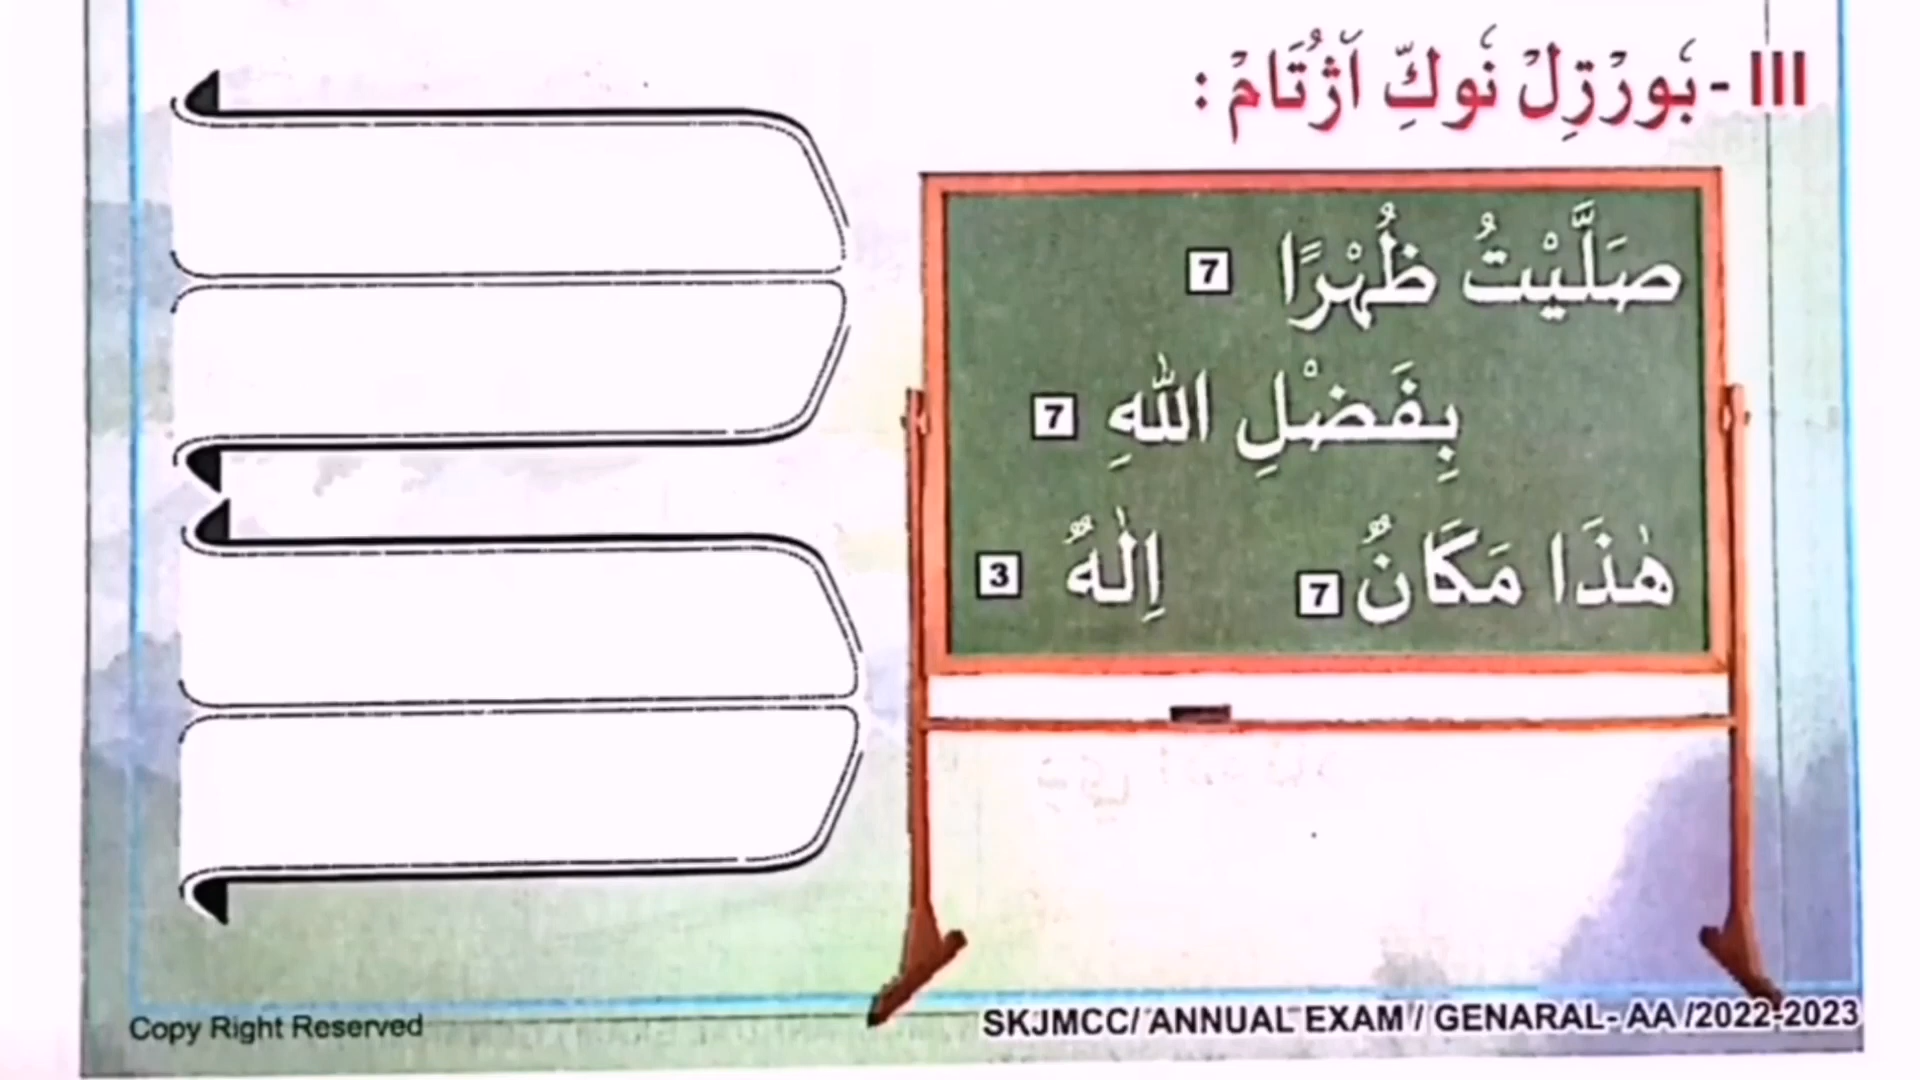 III - بٗورْڙِلْ نٗوكِّ اٰژُتَامْ :
صَلَّيْتُ ظُهْرًا 7
بِفَضْلِ اللهِ 7
هٰذَا مَكَانٌ 7 اِلٰهٌ 3
Copy Right Reserved
SKJMCC/ ANNUAL EXAM / GENARAL- AA /2022-2023